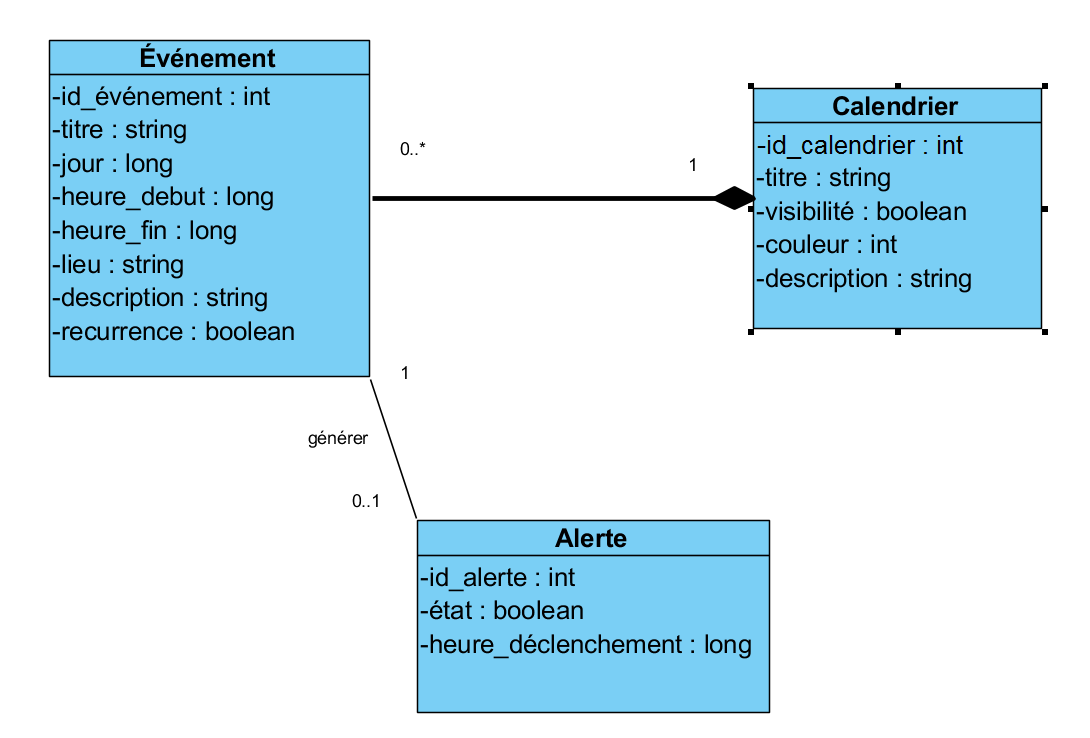 Événement
-id_événement : int
-titre : string
-jour : long
-heure_debut : long
-heure_fin : long
-lieu : string
-description : string
-recurrence : boolean
0..*
1
Calendrier
-id_calendrier : int
-titre : string
-visibilité : boolean
-couleur : int
-description : string
1
générer
0..1
Alerte
-id_alerte : int
-état : boolean
-heure_déclenchement : long